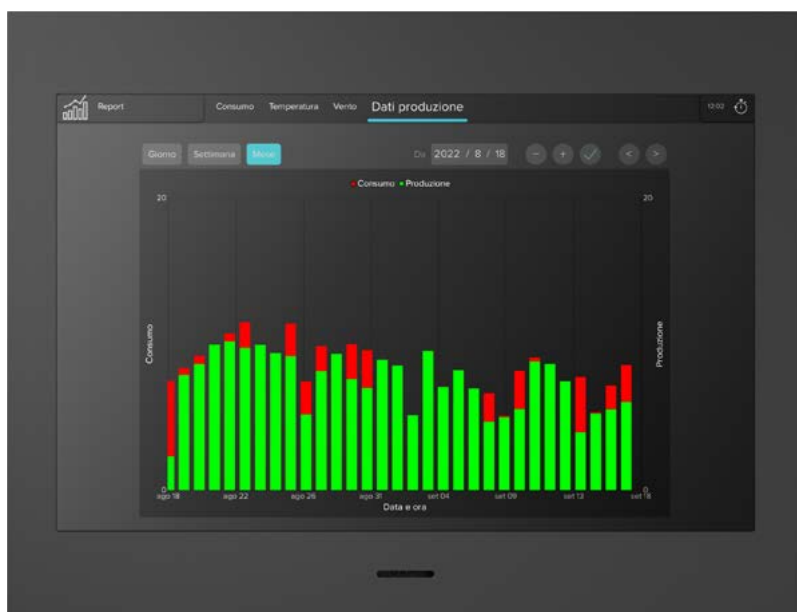 Report
Consumo Temperatura Vento Dati produzione
12:02
Giorno Settimana Mese
Da 2022 / 8 / 18 − + < >
Consumo Produzione
20 20
Consumo
Produzione
0 0
ago 18 ago 22 ago 26 ago 31 set 04 set 09 set 13 set 18
Data e ora